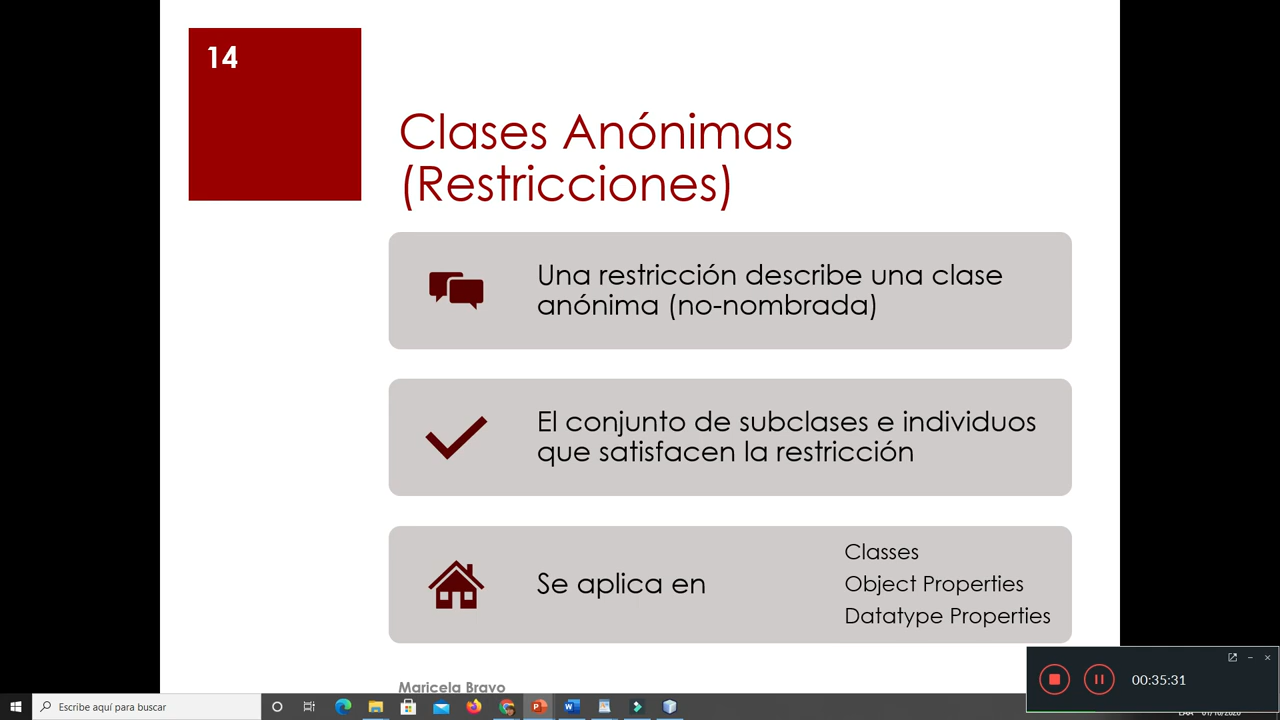 14
Clases Anónimas
(Restricciones)
Una restricción describe una clase
anónima (no-nombrada)
El conjunto de subclases e individuos
que satisfacen la restricción
Se aplica en
Classes
Object Properties
Datatype Properties
Maricela Bravo
00:35:31
Escribe aquí para buscar